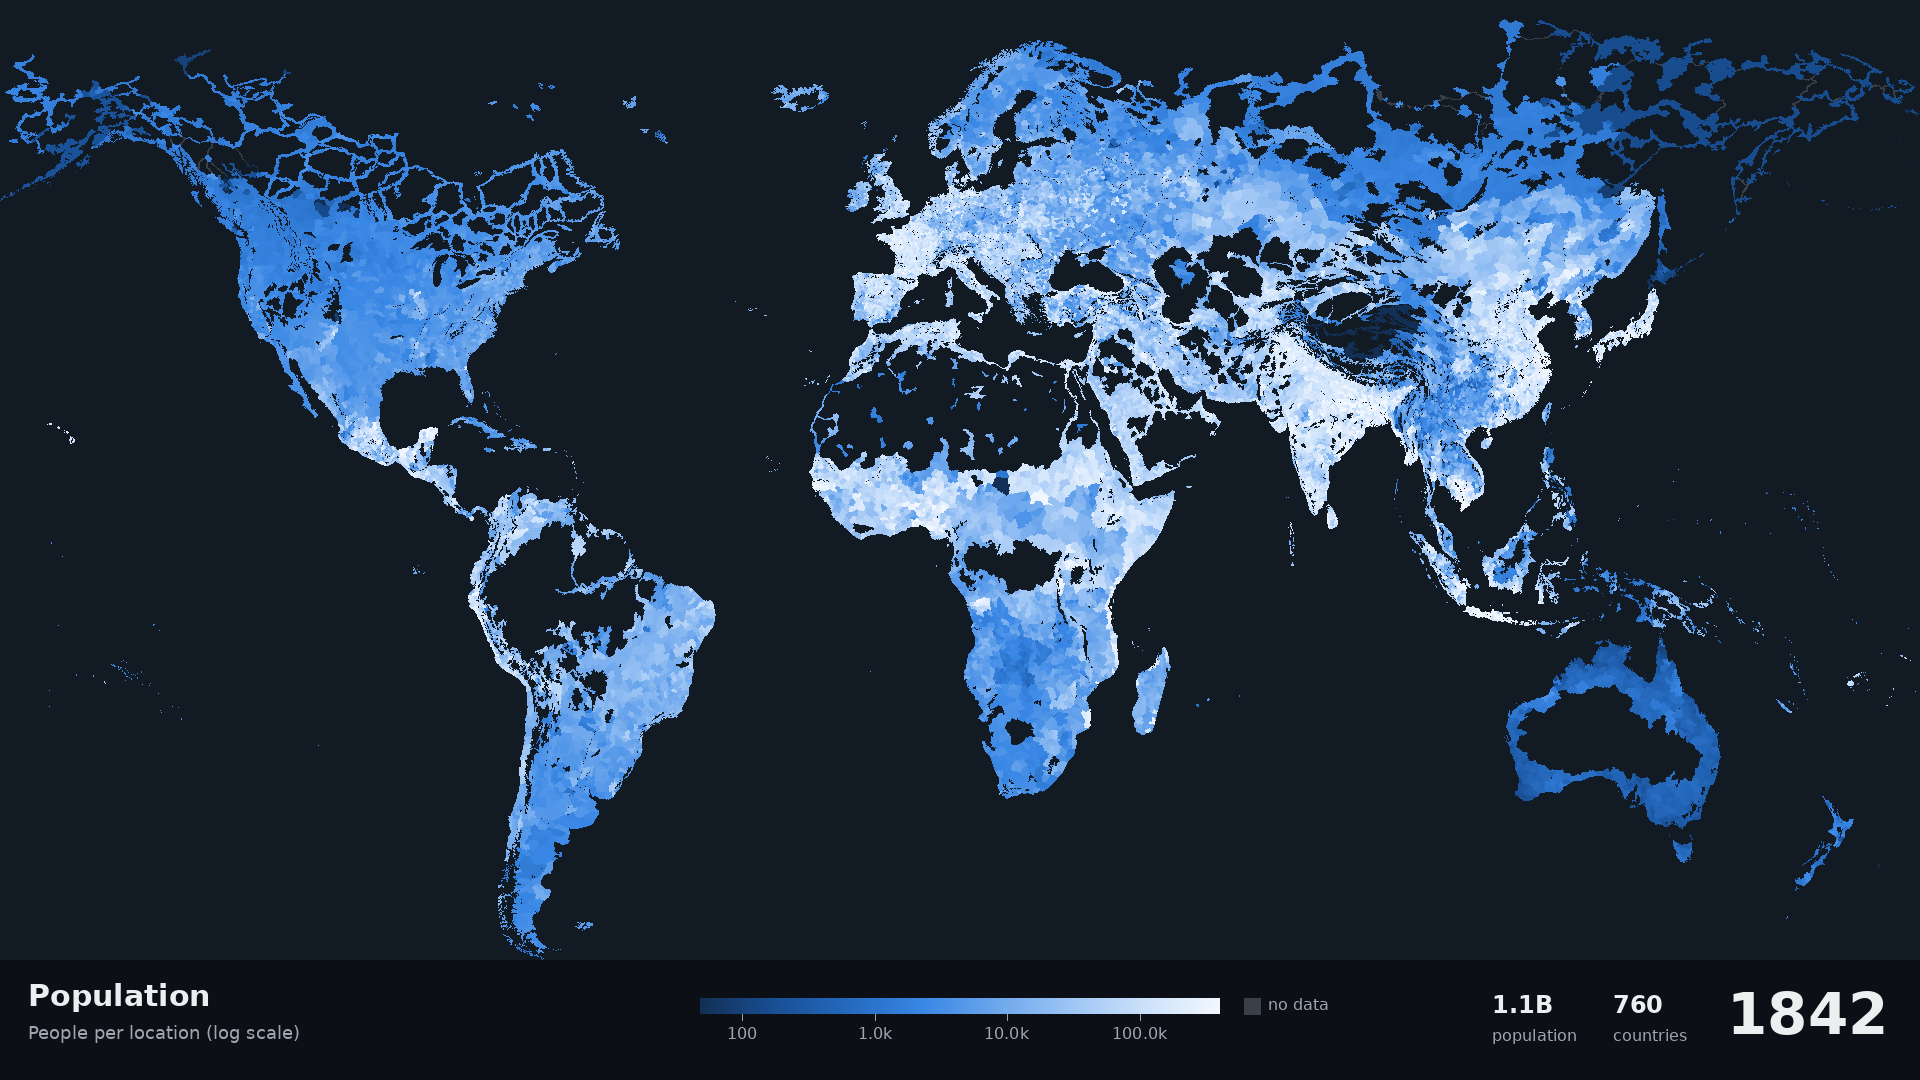 Population
People per location (log scale)
100 1.0k 10.0k 100.0k
no data
1.1B
population
760
countries
1842